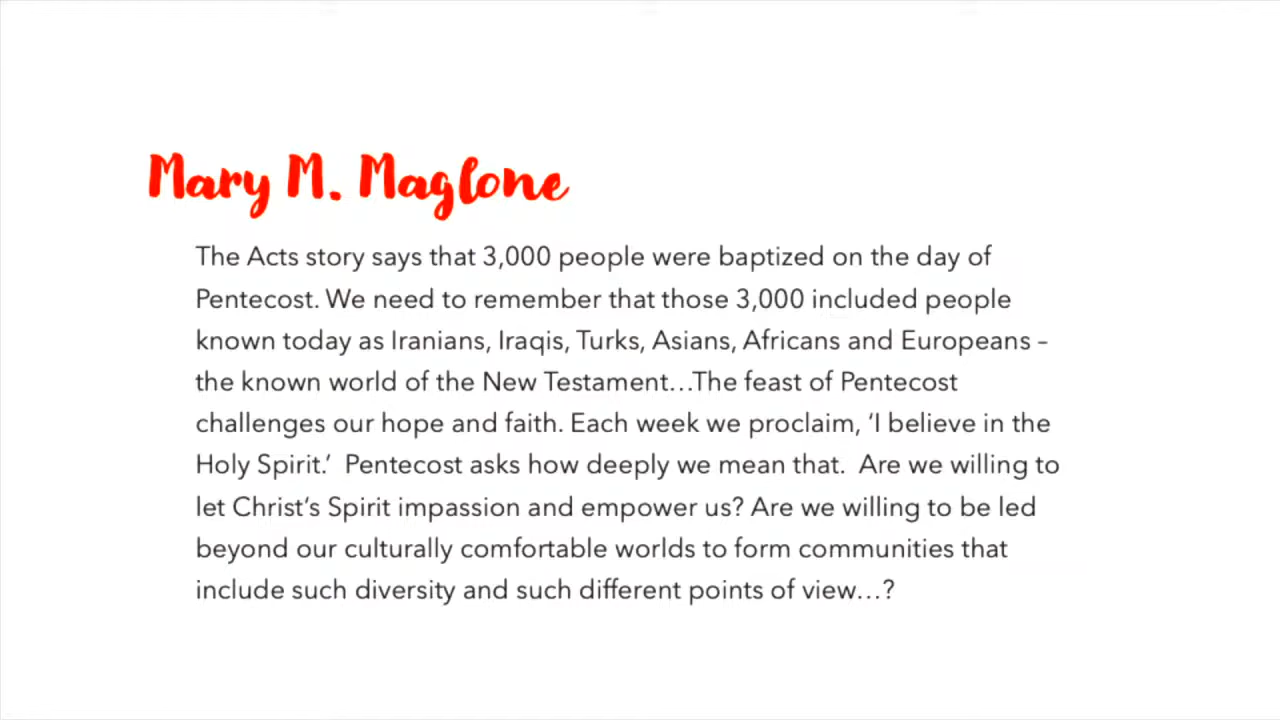 Mary M. Maglone
The Acts story says that 3,000 people were baptized on the day of
Pentecost. We need to remember that those 3,000 included people
known today as Iranians, Iraqis, Turks, Asians, Africans and Europeans –
the known world of the New Testament…The feast of Pentecost
challenges our hope and faith. Each week we proclaim, ‘I believe in the
Holy Spirit.’  Pentecost asks how deeply we mean that.  Are we willing to
let Christ’s Spirit impassion and empower us? Are we willing to be led
beyond our culturally comfortable worlds to form communities that
include such diversity and such different points of view…?